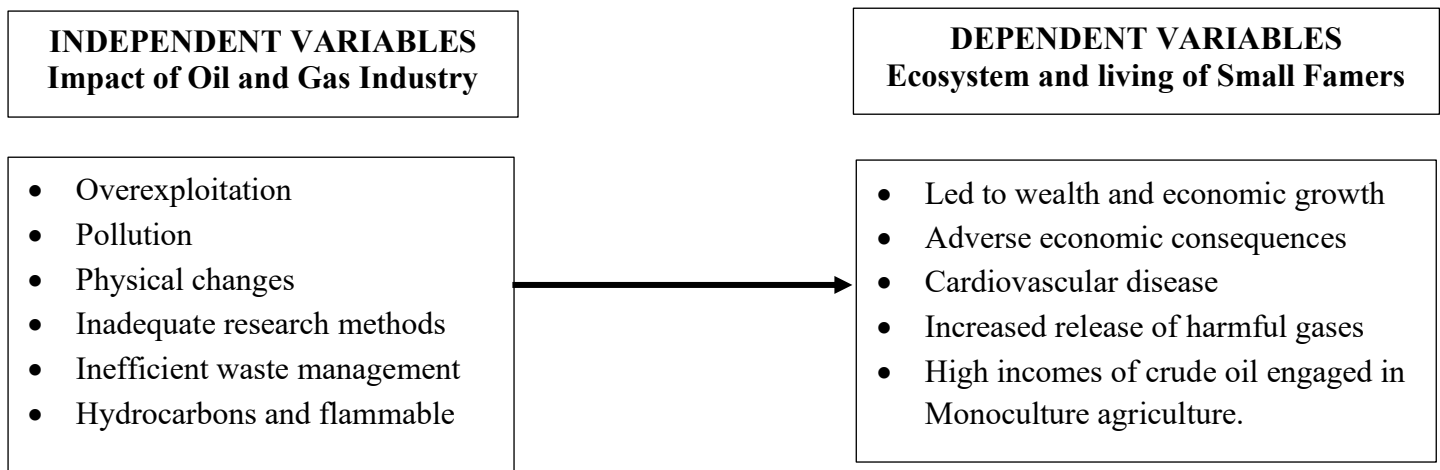 INDEPENDENT VARIABLES
Impact of Oil and Gas Industry
DEPENDENT VARIABLES
Ecosystem and living of Small Famers
• Overexploitation
• Pollution
• Physical changes
• Inadequate research methods
• Inefficient waste management
• Hydrocarbons and flammable
• Led to wealth and economic growth
• Adverse economic consequences
• Cardiovascular disease
• Increased release of harmful gases
• High incomes of crude oil engaged in
Monoculture agriculture.